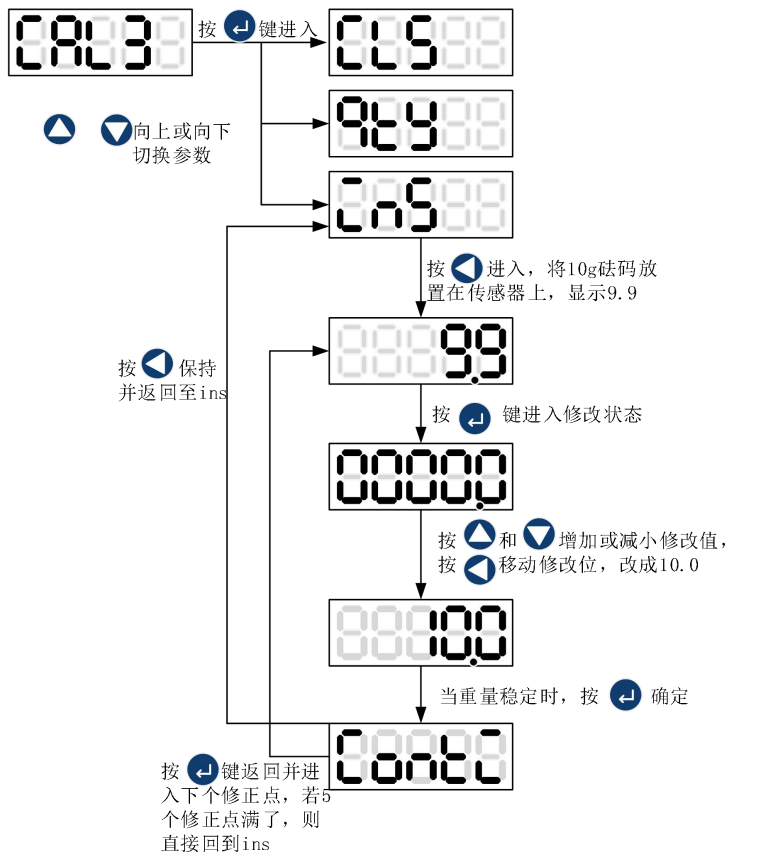 CAL3
按 键进入
CLS
qty
向上或向下
切换参数
inS
按 进入，将10g砝码放
置在传感器上，显示9.9
9.9
按 保持
并返回至ins
按 键进入修改状态
0000.0
按 和 增加或减小修改值，
按 移动修改位，改成10.0
10.0
当重量稳定时，按 确定
Conti
按 键返回并进
入下个修正点，若5
个修正点满了，则
直接回到ins